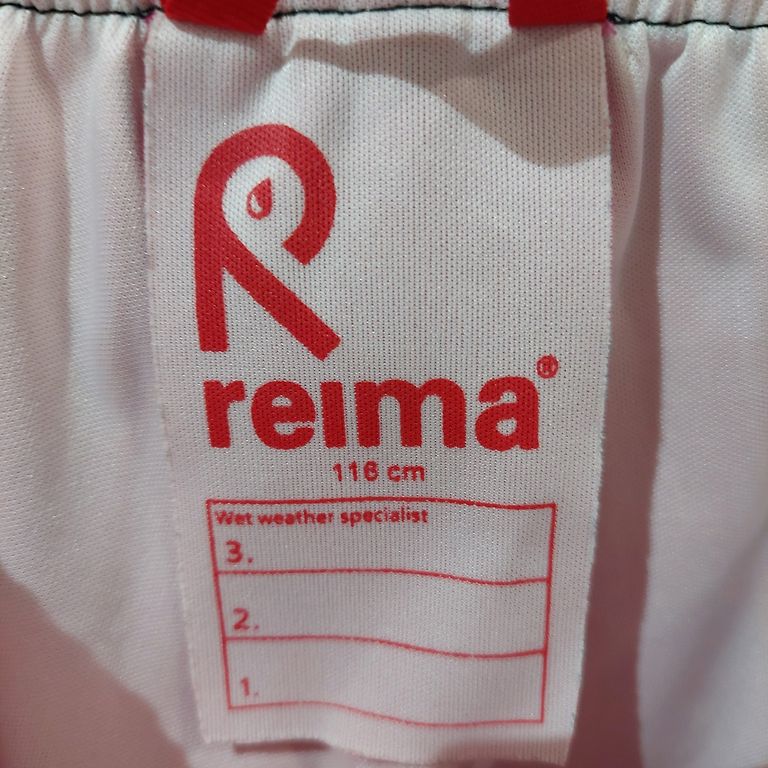 reima®
116 cm
Wet weather specialist
3.
2.
1.